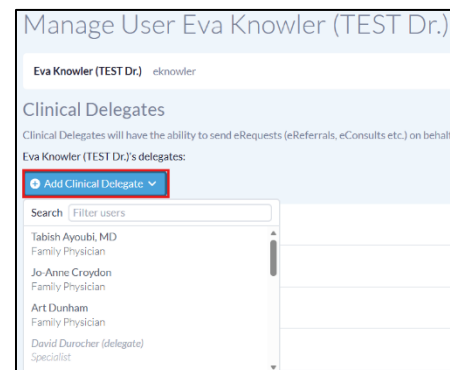 Manage User Eva Knowler (TEST Dr.)
Eva Knowler (TEST Dr.) eknowler
Clinical Delegates
Clinical Delegates will have the ability to send eRequests (eReferrals, eConsults etc.) on behalf
Eva Knowler (TEST Dr.)'s delegates:
Add Clinical Delegate
Search Filter users
Tabish Ayoubi, MD
Family Physician
Jo-Anne Croydon
Family Physician
Art Dunham
Family Physician
David Durocher (delegate)
Specialist